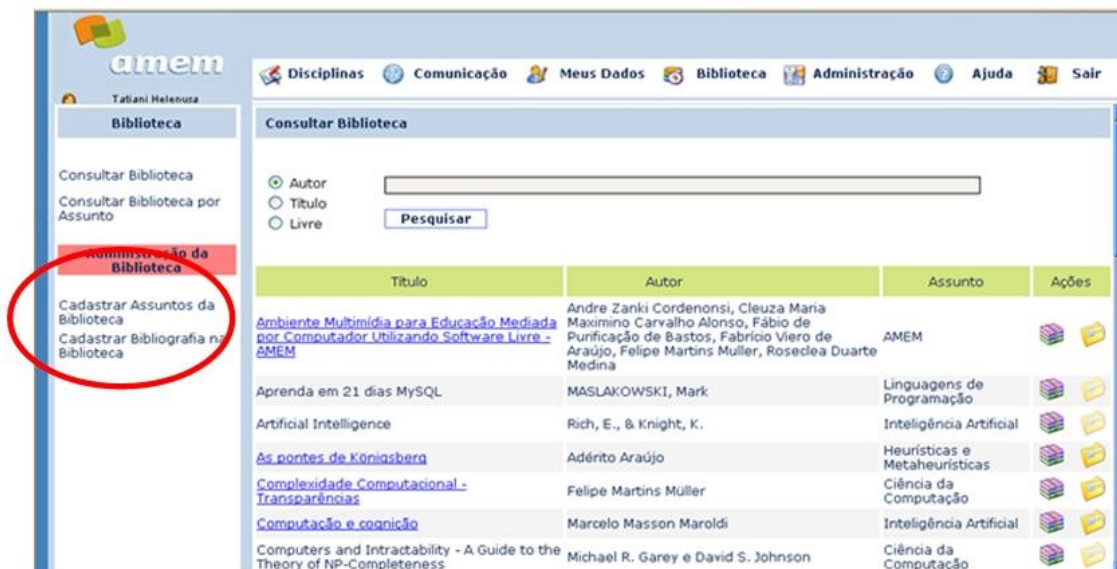 amem
Tatiani Helenusa
Disciplinas Comunicação Meus Dados Biblioteca Administração Ajuda Sair
Biblioteca
Consultar Biblioteca
Consultar Biblioteca por
Assunto
Administração da
Biblioteca
Cadastrar Assuntos da
Biblioteca
Cadastrar Bibliografia na
Biblioteca
Consultar Biblioteca
Autor
Título
Livre
Pesquisar
Título Autor Assunto Ações
Ambiente Multimídia para Educação Mediada
por Computador Utilizando Software Livre -
AMEM
Andre Zanki Cordenonsi, Cleuza Maria
Maximino Carvalho Alonso, Fábio de
Purificação de Bastos, Fabrício Viero de
Araújo, Felipe Martins Muller, Roseclea Duarte
Medina
AMEM
Aprenda em 21 dias MySQL
MASLAKOWSKI, Mark
Linguagens de
Programação
Artificial Intelligence
Rich, E., & Knight, K.
Inteligência Artificial
As pontes de Königsberg
Adérito Araújo
Heurísticas e
Metaheurísticas
Complexidade Computacional -
Transparências
Felipe Martins Müller
Ciência da
Computação
Computação e cognição
Marcelo Masson Maroldi
Inteligência Artificial
Computers and Intractability - A Guide to the
Theory of NP-Completeness
Michael R. Garey e David S. Johnson
Ciência da
Computação